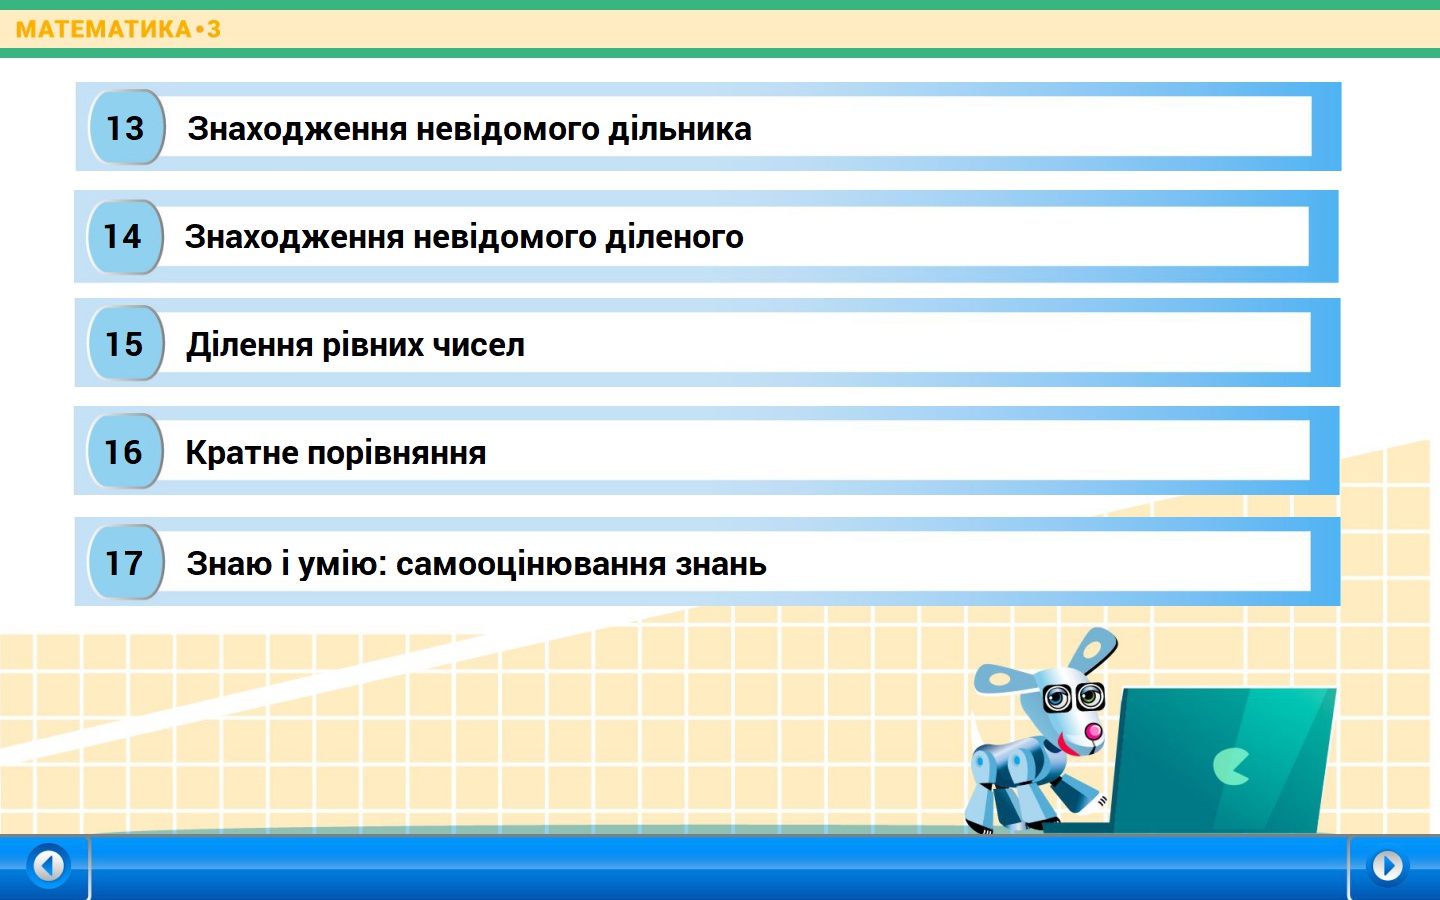 МАТЕМАТИКА•3
13 Знаходження невідомого дільника
14 Знаходження невідомого діленого
15 Ділення рівних чисел
16 Кратне порівняння
17 Знаю і умію: самооцінювання знань